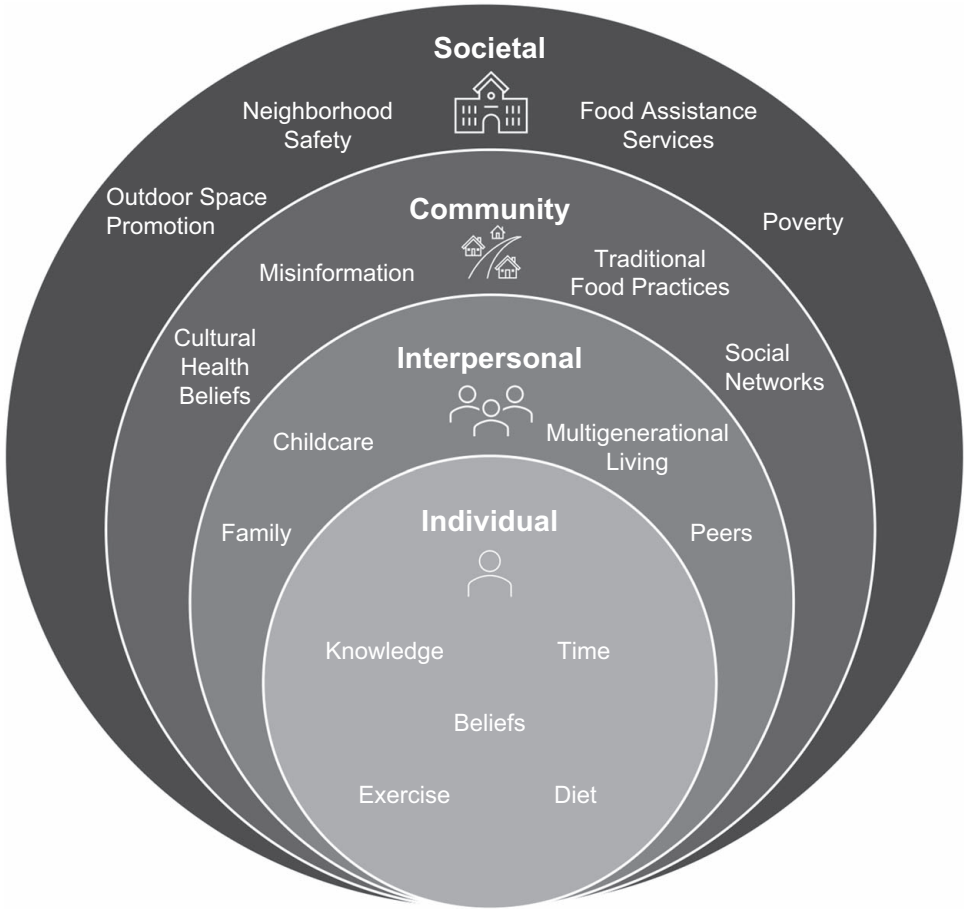 Societal
Neighborhood
Safety
Food Assistance
Services
Outdoor Space
Promotion
Poverty
Community
Misinformation
Traditional
Food Practices
Cultural
Health
Beliefs
Social
Networks
Interpersonal
Childcare
Multigenerational
Living
Family
Peers
Individual
Knowledge
Time
Beliefs
Exercise
Diet